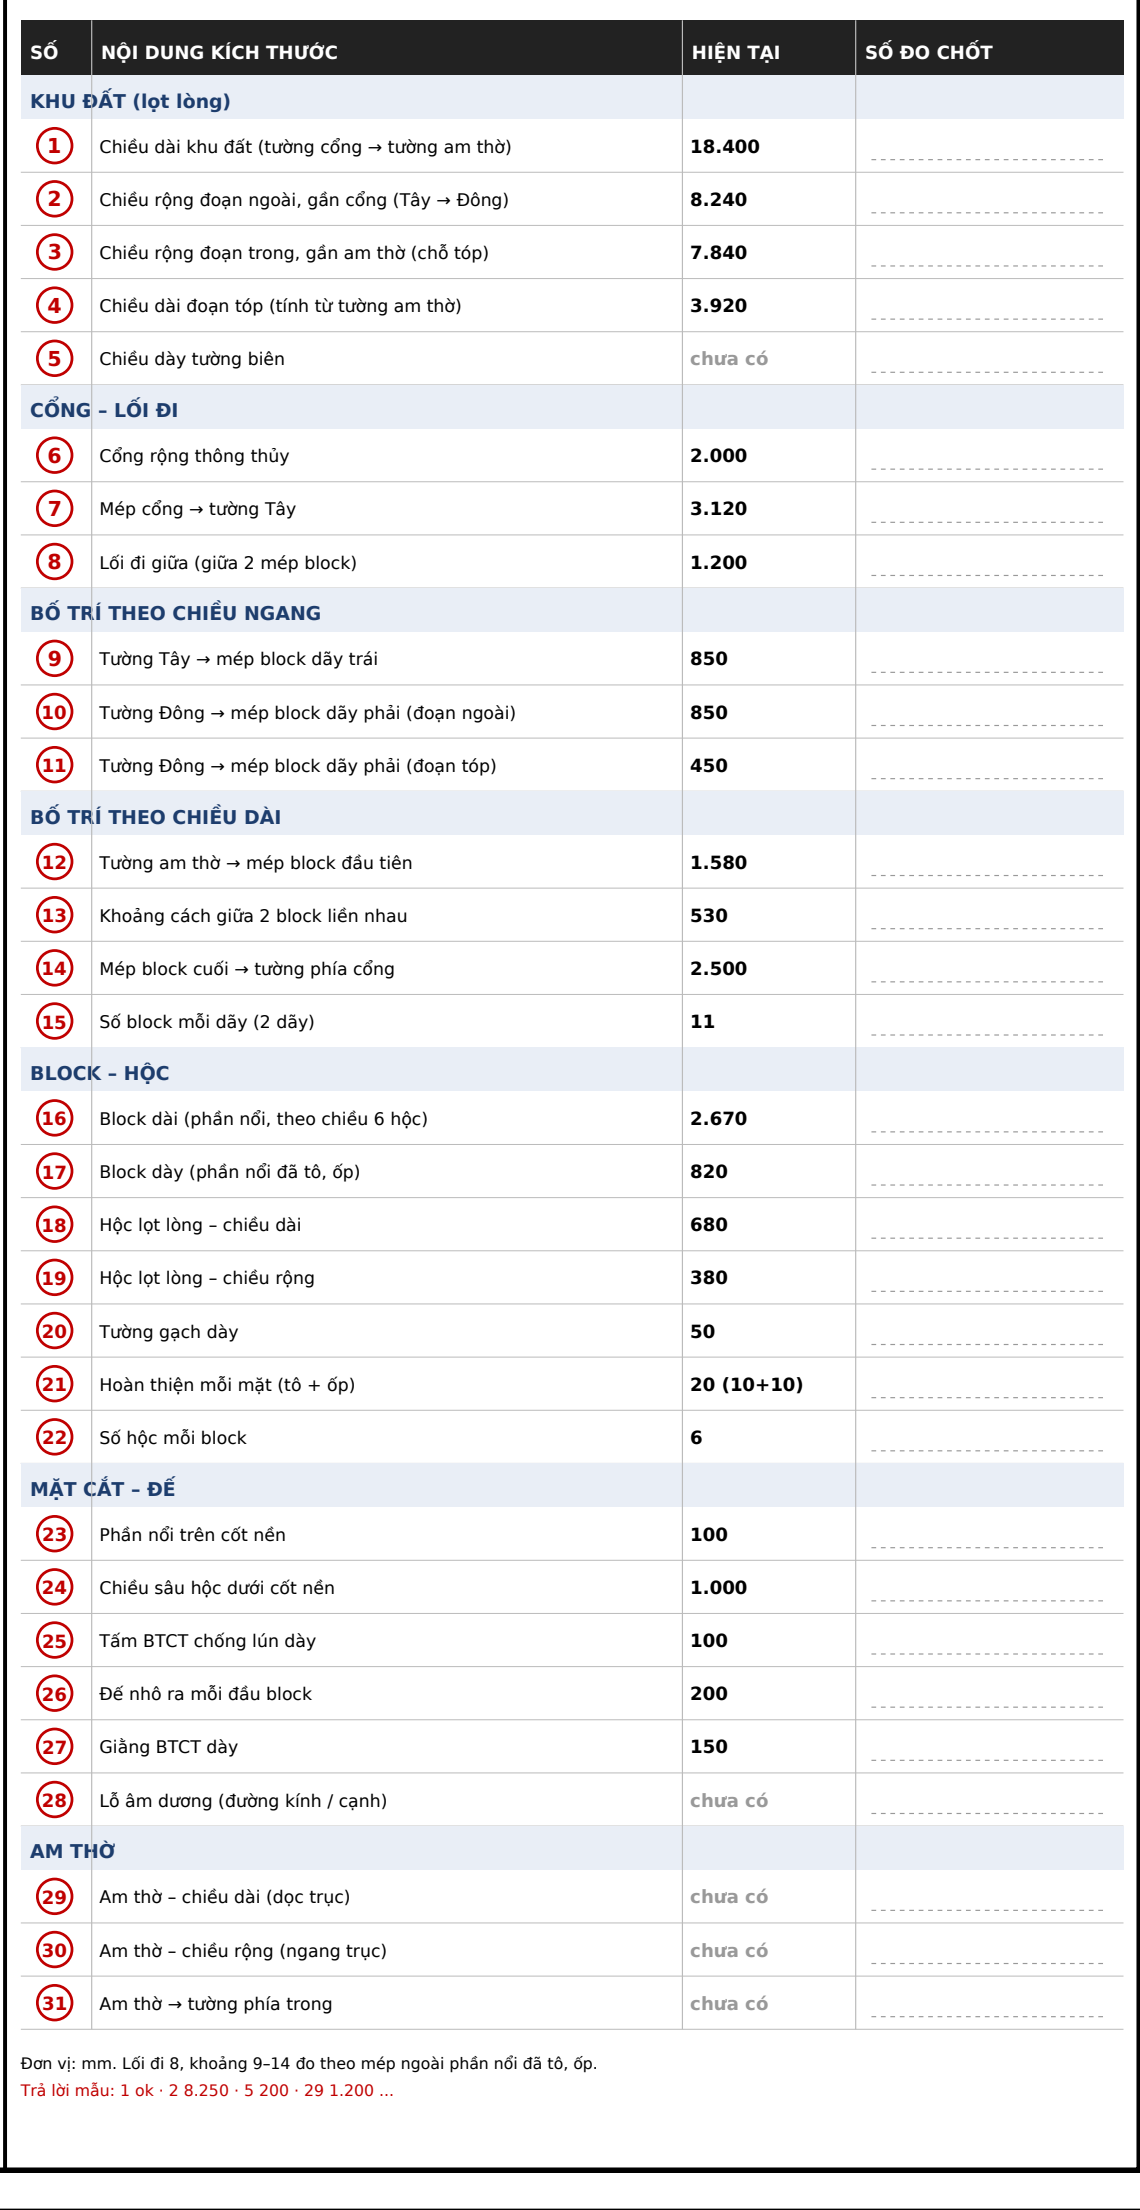 SỐ NỘI DUNG KÍCH THƯỚC HIỆN TẠI SỐ ĐO CHỐT
KHU ĐẤT (lọt lòng)
1 Chiều dài khu đất (tường cổng → tường am thờ) 18.400
2 Chiều rộng đoạn ngoài, gần cổng (Tây → Đông) 8.240
3 Chiều rộng đoạn trong, gần am thờ (chỗ tóp) 7.840
4 Chiều dài đoạn tóp (tính từ tường am thờ) 3.920
5 Chiều dày tường biên chưa có
CỔNG – LỐI ĐI
6 Cổng rộng thông thủy 2.000
7 Mép cổng → tường Tây 3.120
8 Lối đi giữa (giữa 2 mép block) 1.200
BỐ TRÍ THEO CHIỀU NGANG
9 Tường Tây → mép block dãy trái 850
10 Tường Đông → mép block dãy phải (đoạn ngoài) 850
11 Tường Đông → mép block dãy phải (đoạn tóp) 450
BỐ TRÍ THEO CHIỀU DÀI
12 Tường am thờ → mép block đầu tiên 1.580
13 Khoảng cách giữa 2 block liền nhau 530
14 Mép block cuối → tường phía cổng 2.500
15 Số block mỗi dãy (2 dãy) 11
BLOCK – HỘC
16 Block dài (phần nổi, theo chiều 6 hộc) 2.670
17 Block dày (phần nổi đã tô, ốp) 820
18 Hộc lọt lòng – chiều dài 680
19 Hộc lọt lòng – chiều rộng 380
20 Tường gạch dày 50
21 Hoàn thiện mỗi mặt (tô + ốp) 20 (10+10)
22 Số hộc mỗi block 6
MẶT CẮT – ĐẾ
23 Phần nổi trên cốt nền 100
24 Chiều sâu hộc dưới cốt nền 1.000
25 Tấm BTCT chống lún dày 100
26 Đế nhô ra mỗi đầu block 200
27 Giằng BTCT dày 150
28 Lỗ âm dương (đường kính / cạnh) chưa có
AM THỜ
29 Am thờ – chiều dài (dọc trục) chưa có
30 Am thờ – chiều rộng (ngang trục) chưa có
31 Am thờ → tường phía trong chưa có
Đơn vị: mm. Lối đi 8, khoảng 9–14 đo theo mép ngoài phần nổi đã tô, ốp.
Trả lời mẫu: 1 ok · 2 8.250 · 5 200 · 29 1.200 ...